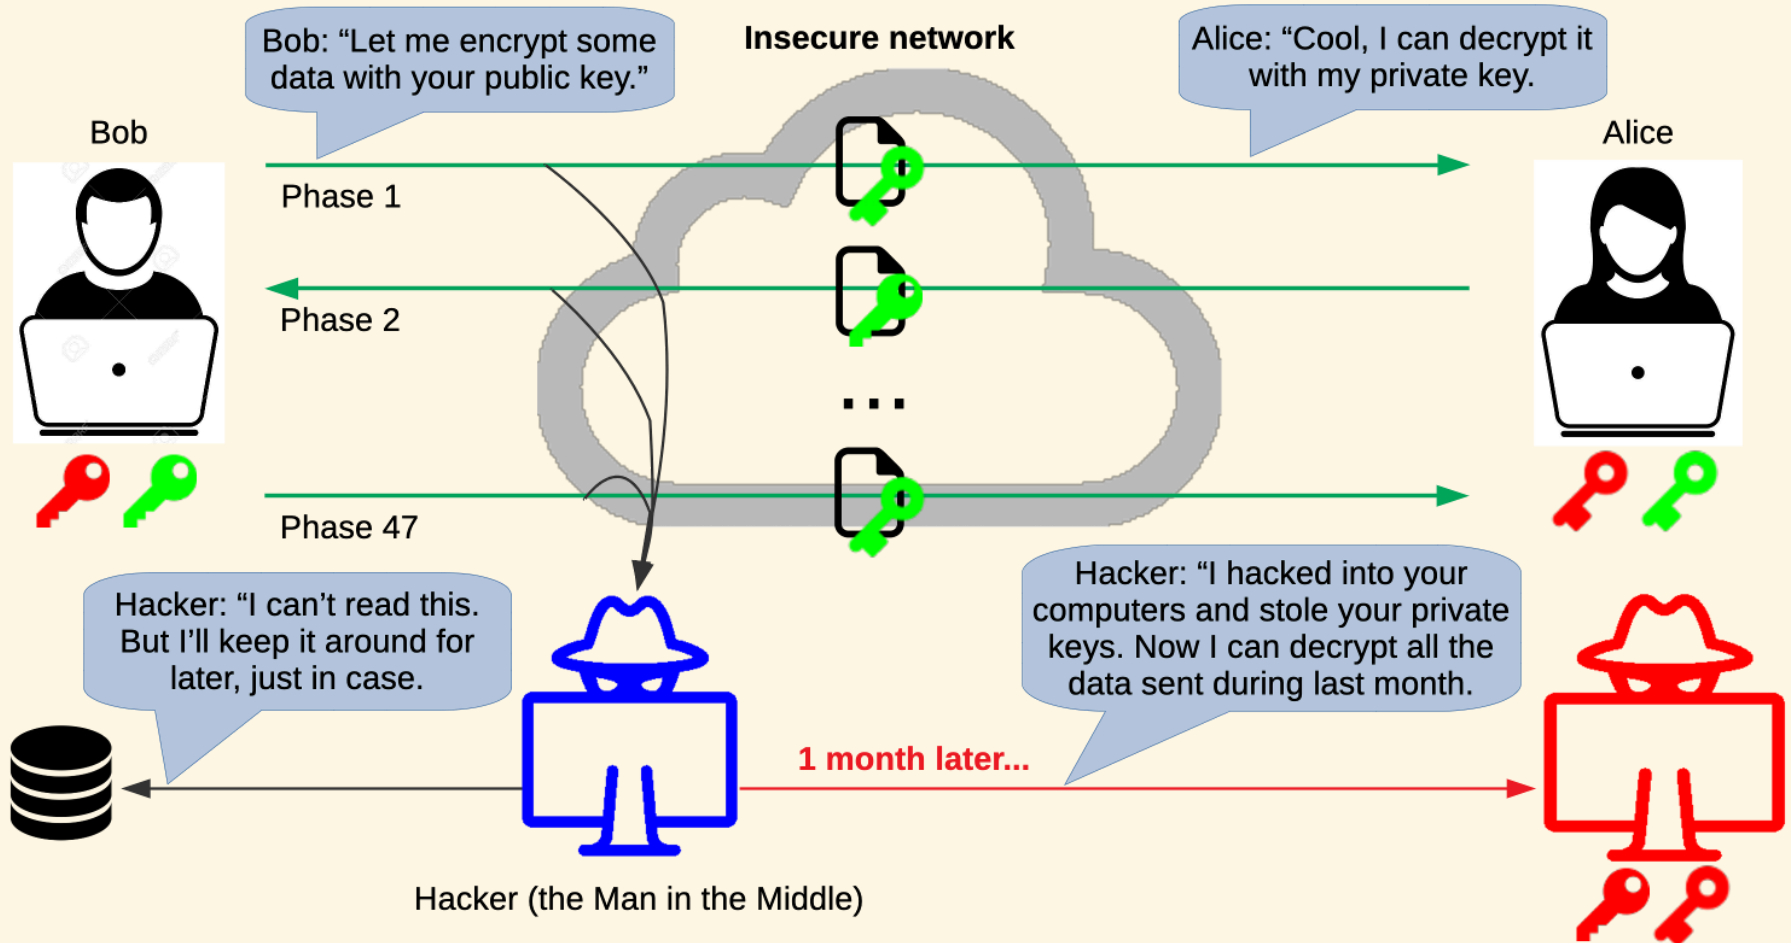 Bob: “Let me encrypt some
data with your public key.”
Insecure network
Alice: “Cool, I can decrypt it
with my private key.
Bob
Alice
Phase 1
Phase 2
...
Phase 47
Hacker: “I can’t read this.
But I’ll keep it around for
later, just in case.
Hacker: “I hacked into your
computers and stole your private
keys. Now I can decrypt all the
data sent during last month.
1 month later...
Hacker (the Man in the Middle)